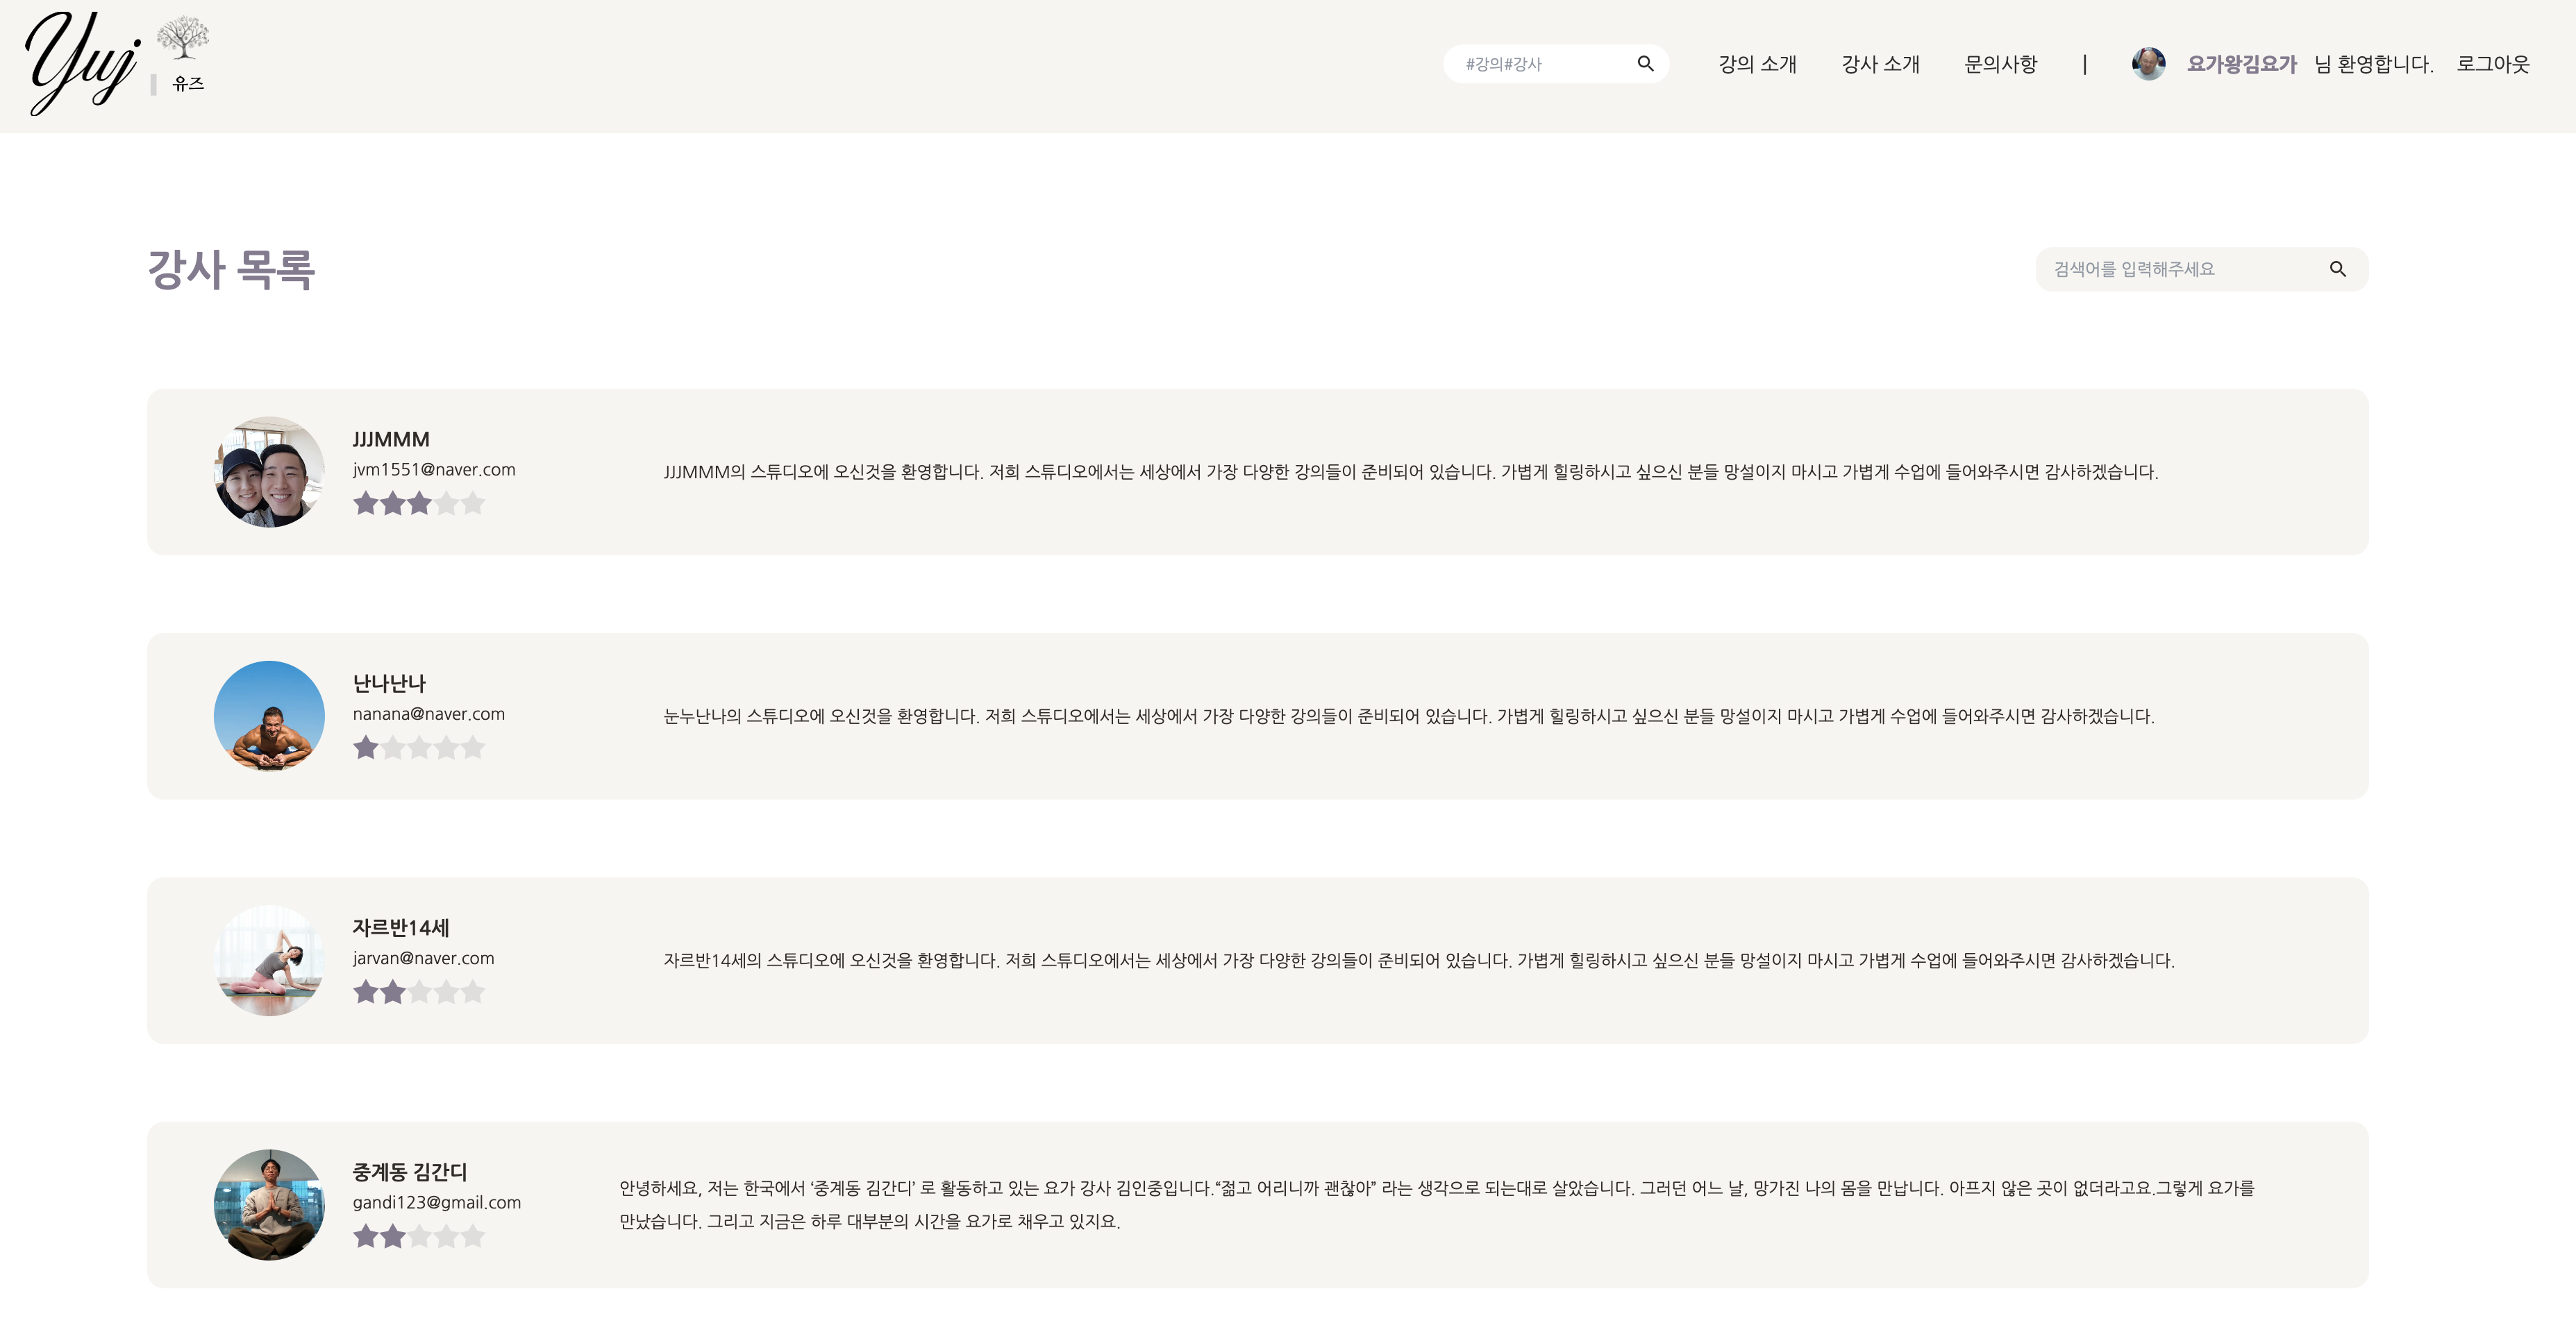 Yuj
유즈
#강의#강사
강의 소개
강사 소개
문의사항
|
요가왕김요가 님 환영합니다.
로그아웃
강사 목록
검색어를 입력해주세요
JJJMMM
jvm1551@naver.com
JJJMMM의 스튜디오에 오신것을 환영합니다. 저희 스튜디오에서는 세상에서 가장 다양한 강의들이 준비되어 있습니다. 가볍게 힐링하시고 싶으신 분들 망설이지 마시고 가볍게 수업에 들어와주시면 감사하겠습니다.
난나난나
nanana@naver.com
눈누난나의 스튜디오에 오신것을 환영합니다. 저희 스튜디오에서는 세상에서 가장 다양한 강의들이 준비되어 있습니다. 가볍게 힐링하시고 싶으신 분들 망설이지 마시고 가볍게 수업에 들어와주시면 감사하겠습니다.
자르반14세
jarvan@naver.com
자르반14세의 스튜디오에 오신것을 환영합니다. 저희 스튜디오에서는 세상에서 가장 다양한 강의들이 준비되어 있습니다. 가볍게 힐링하시고 싶으신 분들 망설이지 마시고 가볍게 수업에 들어와주시면 감사하겠습니다.
중계동 김간디
gandi123@gmail.com
안녕하세요, 저는 한국에서 ‘중계동 김간디’ 로 활동하고 있는 요가 강사 김인중입니다.“젊고 어리니까 괜찮아” 라는 생각으로 되는대로 살았습니다. 그러던 어느 날, 망가진 나의 몸을 만납니다. 아프지 않은 곳이 없더라고요.그렇게 요가를
만났습니다. 그리고 지금은 하루 대부분의 시간을 요가로 채우고 있지요.